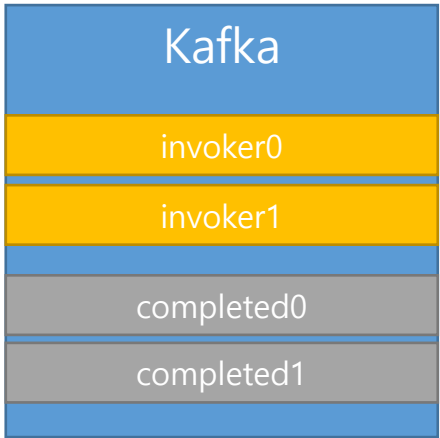 Kafka
invoker0
invoker1
completed0
completed1